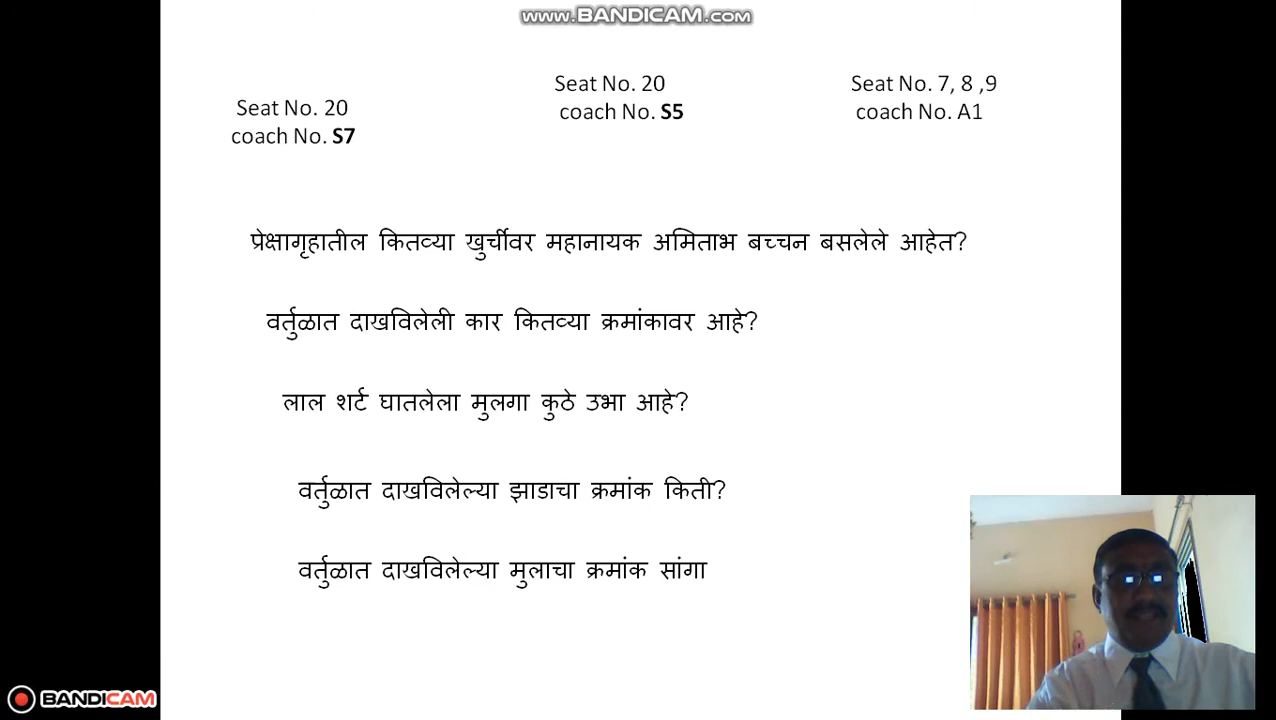 www.BANDICAM.com
Seat No. 20
coach No. S7
Seat No. 20
coach No. S5
Seat No. 7, 8 ,9
coach No. A1
प्रेक्षागृहातील कितव्या खुर्चीवर महानायक अमिताभ बच्चन बसलेले आहेत?
वर्तुळात दाखविलेली कार कितव्या क्रमांकावर आहे?
लाल शर्ट घातलेला मुलगा कुठे उभा आहे?
वर्तुळात दाखविलेल्या झाडाचा क्रमांक किती?
वर्तुळात दाखविलेल्या मुलाचा क्रमांक सांगा
BANDICAM